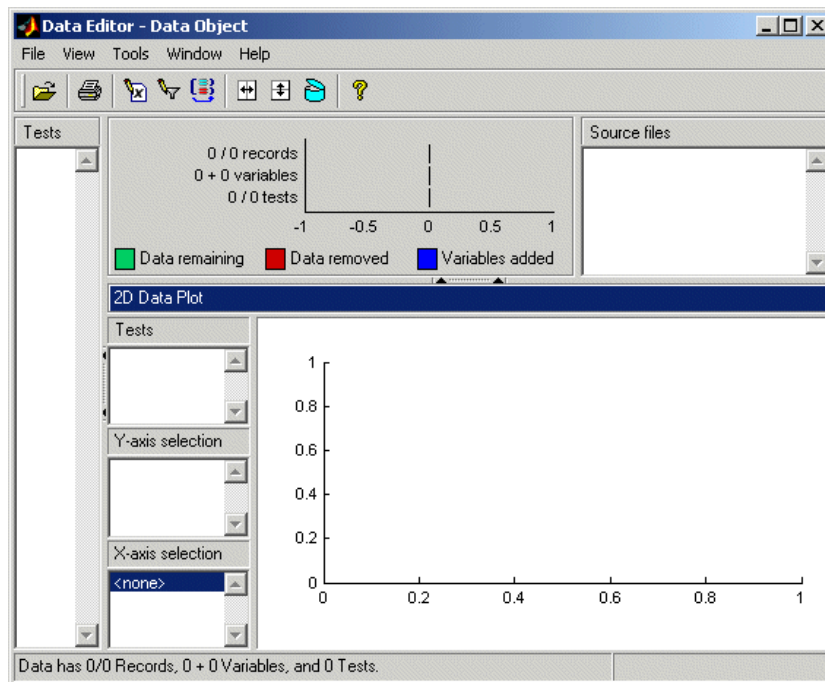 Data Editor - Data Object
File View Tools Window Help
Tests
0 / 0 records
0 + 0 variables
0 / 0 tests
-1 -0.5 0 0.5 1
Data remaining Data removed Variables added
Source files
2D Data Plot
Tests
Y-axis selection
X-axis selection
<none>
1
0.8
0.6
0.4
0.2
0
0 0.2 0.4 0.6 0.8 1
Data has 0/0 Records, 0 + 0 Variables, and 0 Tests.